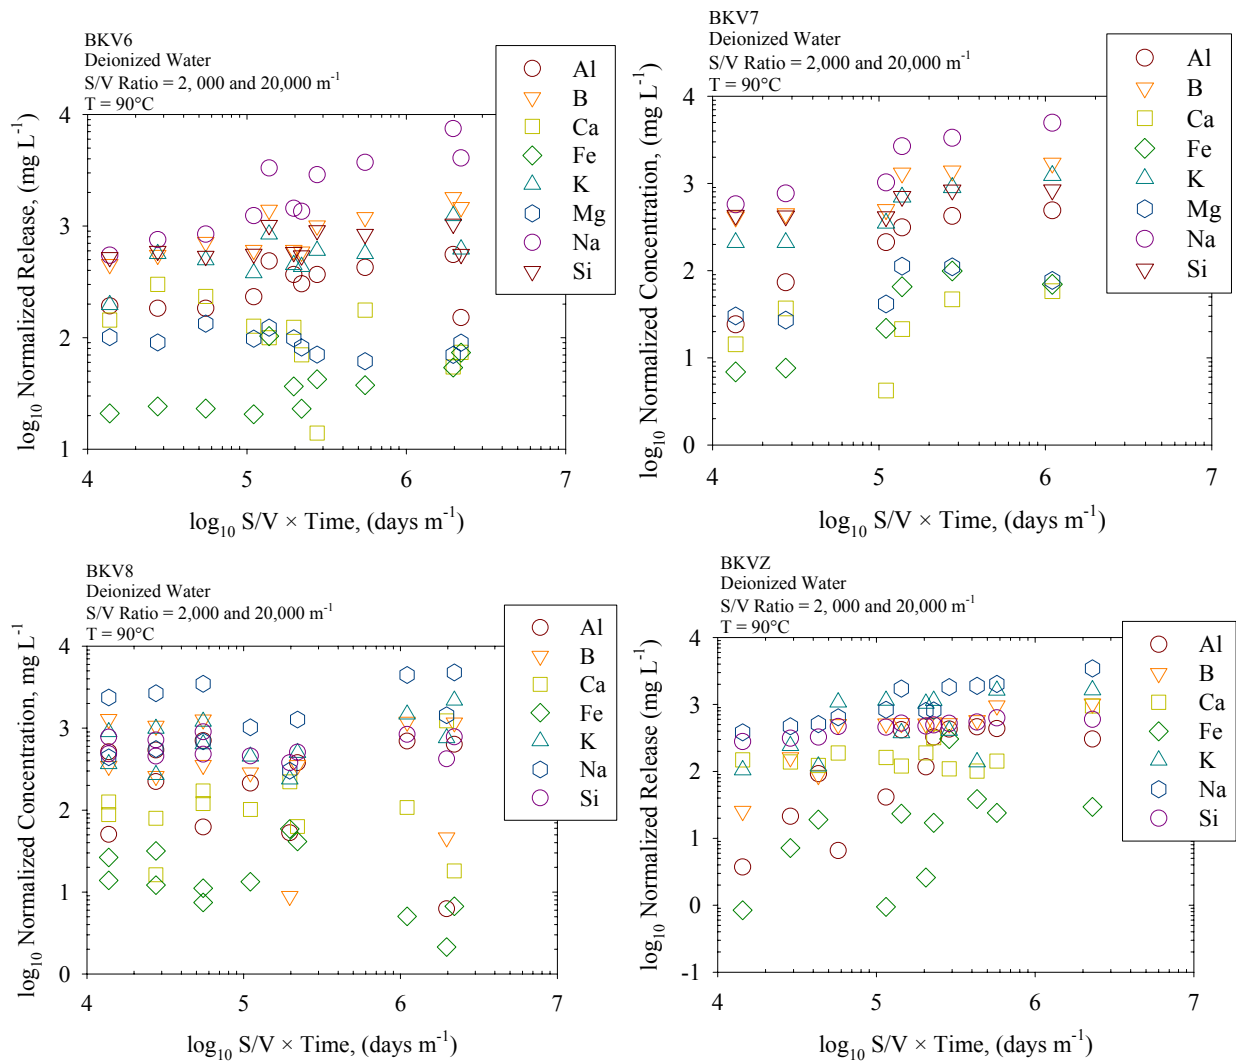 BKV6
Deionized Water
S/V Ratio = 2, 000 and 20,000 m⁻¹
T = 90°C
Al
B
Ca
Fe
K
Mg
Na
Si
log₁₀ Normalized Release, (mg L⁻¹)
4
3
2
1
4 5 6 7
log₁₀ S/V × Time, (days m⁻¹)
BKV7
Deionized Water
S/V Ratio = 2,000 and 20,000 m⁻¹
T = 90°C
Al
B
Ca
Fe
K
Mg
Na
Si
log₁₀ Normalized Concentration, (mg L⁻¹)
4
3
2
1
0
4 5 6 7
log₁₀ S/V × Time, (days m⁻¹)
BKV8
Deionized Water
S/V Ratio = 2,000 and 20,000 m⁻¹
T = 90°C
Al
B
Ca
Fe
K
Na
Si
log₁₀ Normalized Concentration, mg L⁻¹)
4
3
2
1
0
4 5 6 7
log₁₀ S/V × Time, (days m⁻¹)
BKVZ
Deionized Water
S/V Ratio = 2, 000 and 20,000 m⁻¹
T = 90°C
Al
B
Ca
Fe
K
Na
Si
log₁₀ Normalized Release (mg L⁻¹)
4
3
2
1
0
-1
4 5 6 7
log₁₀ S/V × Time, (days m⁻¹)